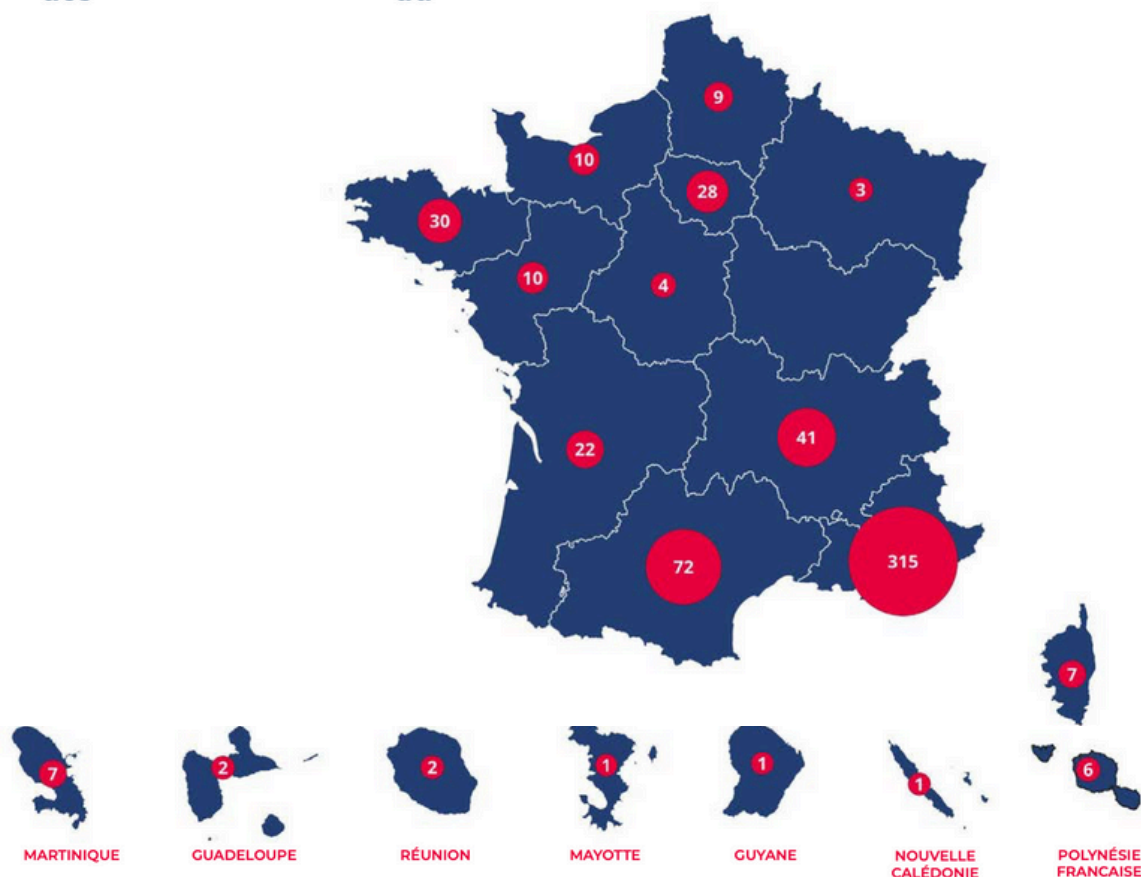 9
10
28
3
30
10
4
22
41
72
315
7
7
2
2
1
1
1
6
MARTINIQUE
GUADELOUPE
RÉUNION
MAYOTTE
GUYANE
NOUVELLE
CALÉDONIE
POLYNÉSIE
FRANCAISE